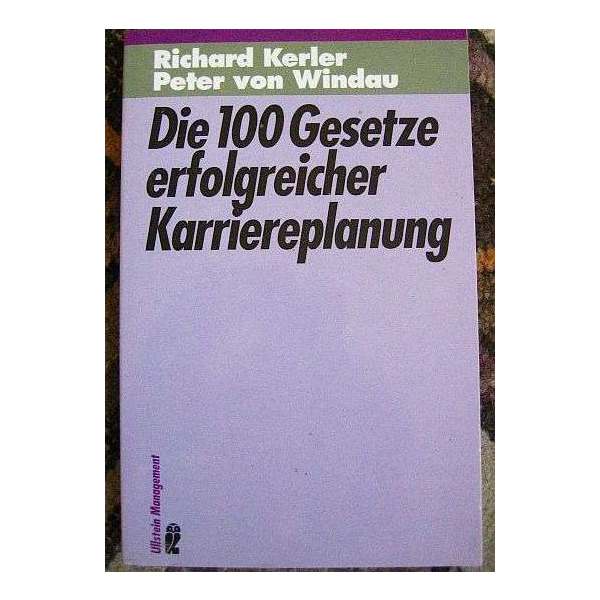 Richard Kerler
Peter von Windau
Die 100 Gesetze
erfolgreicher
Karriereplanung
Ullstein Management